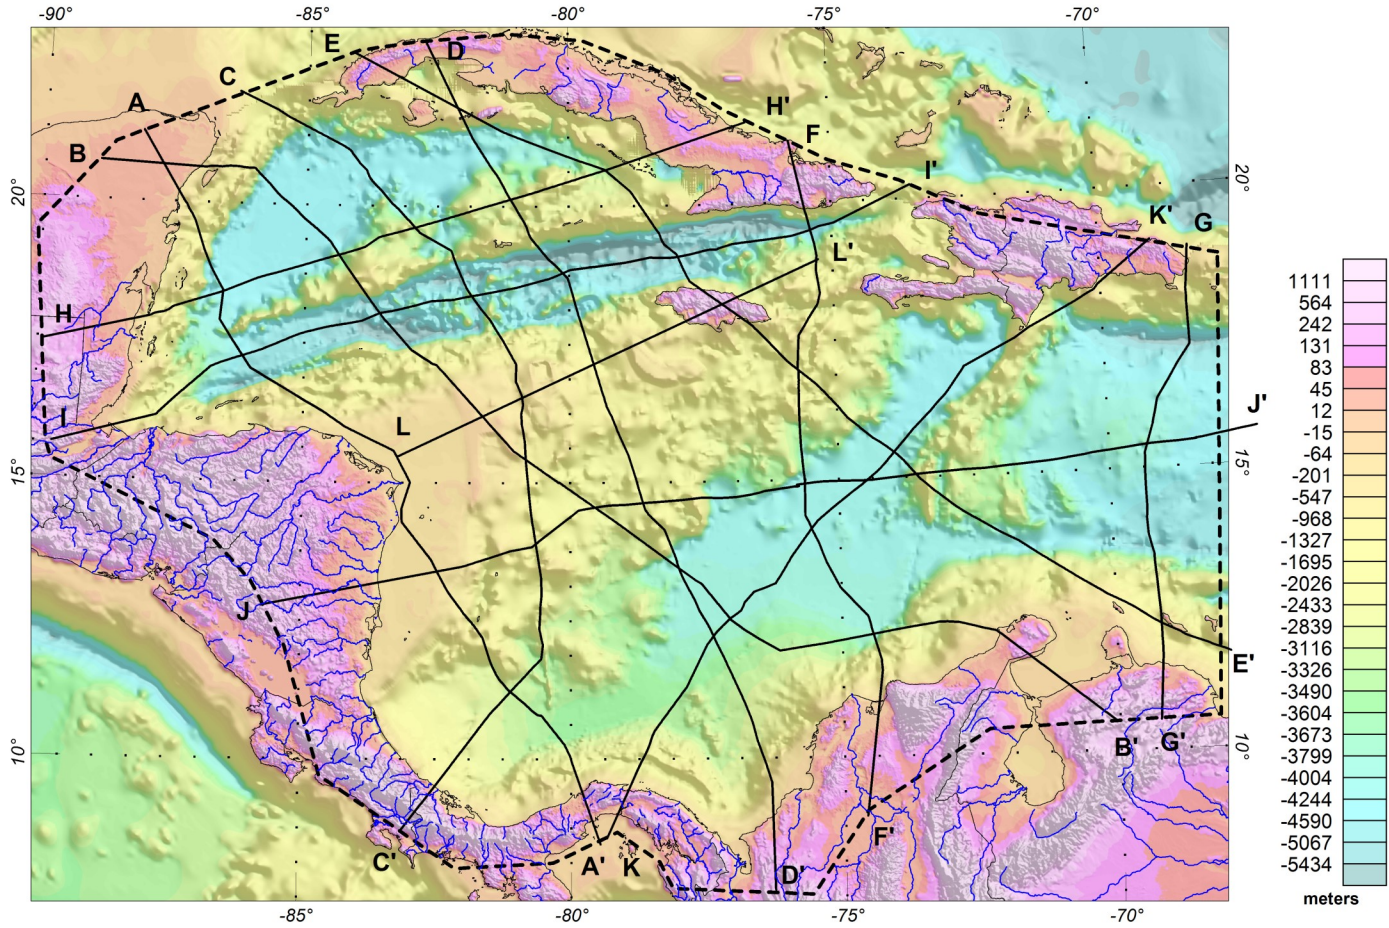 -90° -85° -80° -75° -70°
E D
C
A H'
F
B I'
20° 20°
K' G
L'
H
1111
564
242
131
83
45
12
-15
-64
-201
-547
-968
-1327
-1695
-2026
-2433
-2839
-3116
-3326
-3490
-3604
-3673
-3799
-4004
-4244
-4590
-5067
-5434
meters
J'
I L
15° 15°
J
E'
10° B' G' 10°
F'
C' A' K D'
-85° -80° -75° -70°